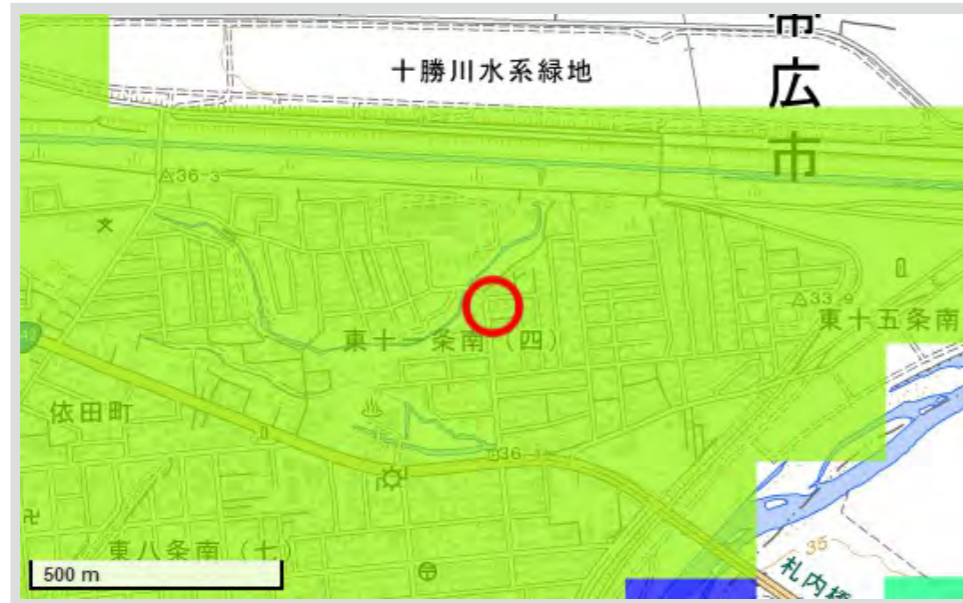 帯広市
十勝川水系緑地
36-3
33-9
東十一条南(四)
東十五条南
依田町
36-1
東八条南(七)
35
札内橋
500 m